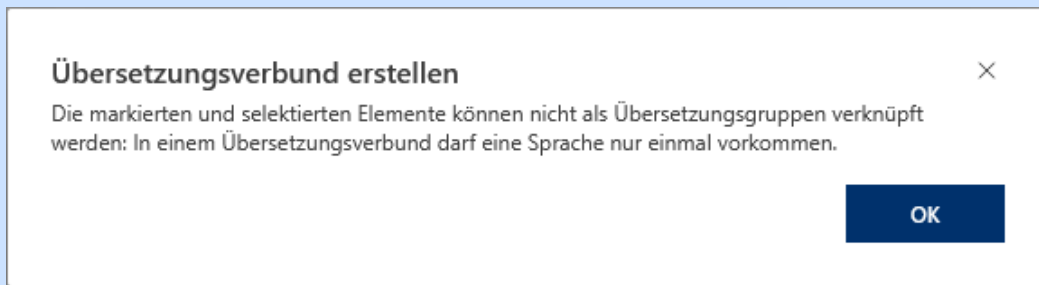 Übersetzungsverbund erstellen
Die markierten und selektierten Elemente können nicht als Übersetzungsgruppen verknüpft
werden: In einem Übersetzungsverbund darf eine Sprache nur einmal vorkommen.
OK